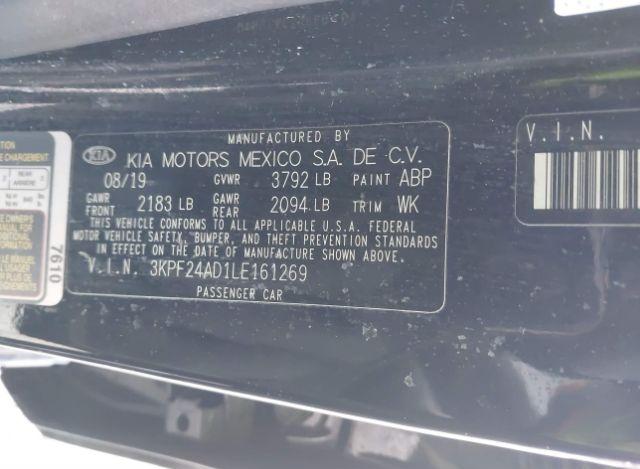 MANUFACTURED BY
KIA KIA MOTORS MEXICO S.A. DE C.V.
08/19 GVWR 3792 LB PAINT ABP
GAWR FRONT 2183 LB GAWR REAR 2094 LB TRIM WK
THIS VEHICLE CONFORMS TO ALL APPLICABLE U.S.A. FEDERAL
MOTOR VEHICLE SAFETY, BUMPER, AND THEFT PREVENTION STANDARDS
IN EFFECT ON THE DATE OF MANUFACTURE SHOWN ABOVE.
V.I.N. 3KPF24AD1LE161269
PASSENGER CAR
V.I.N.
7610
REAR